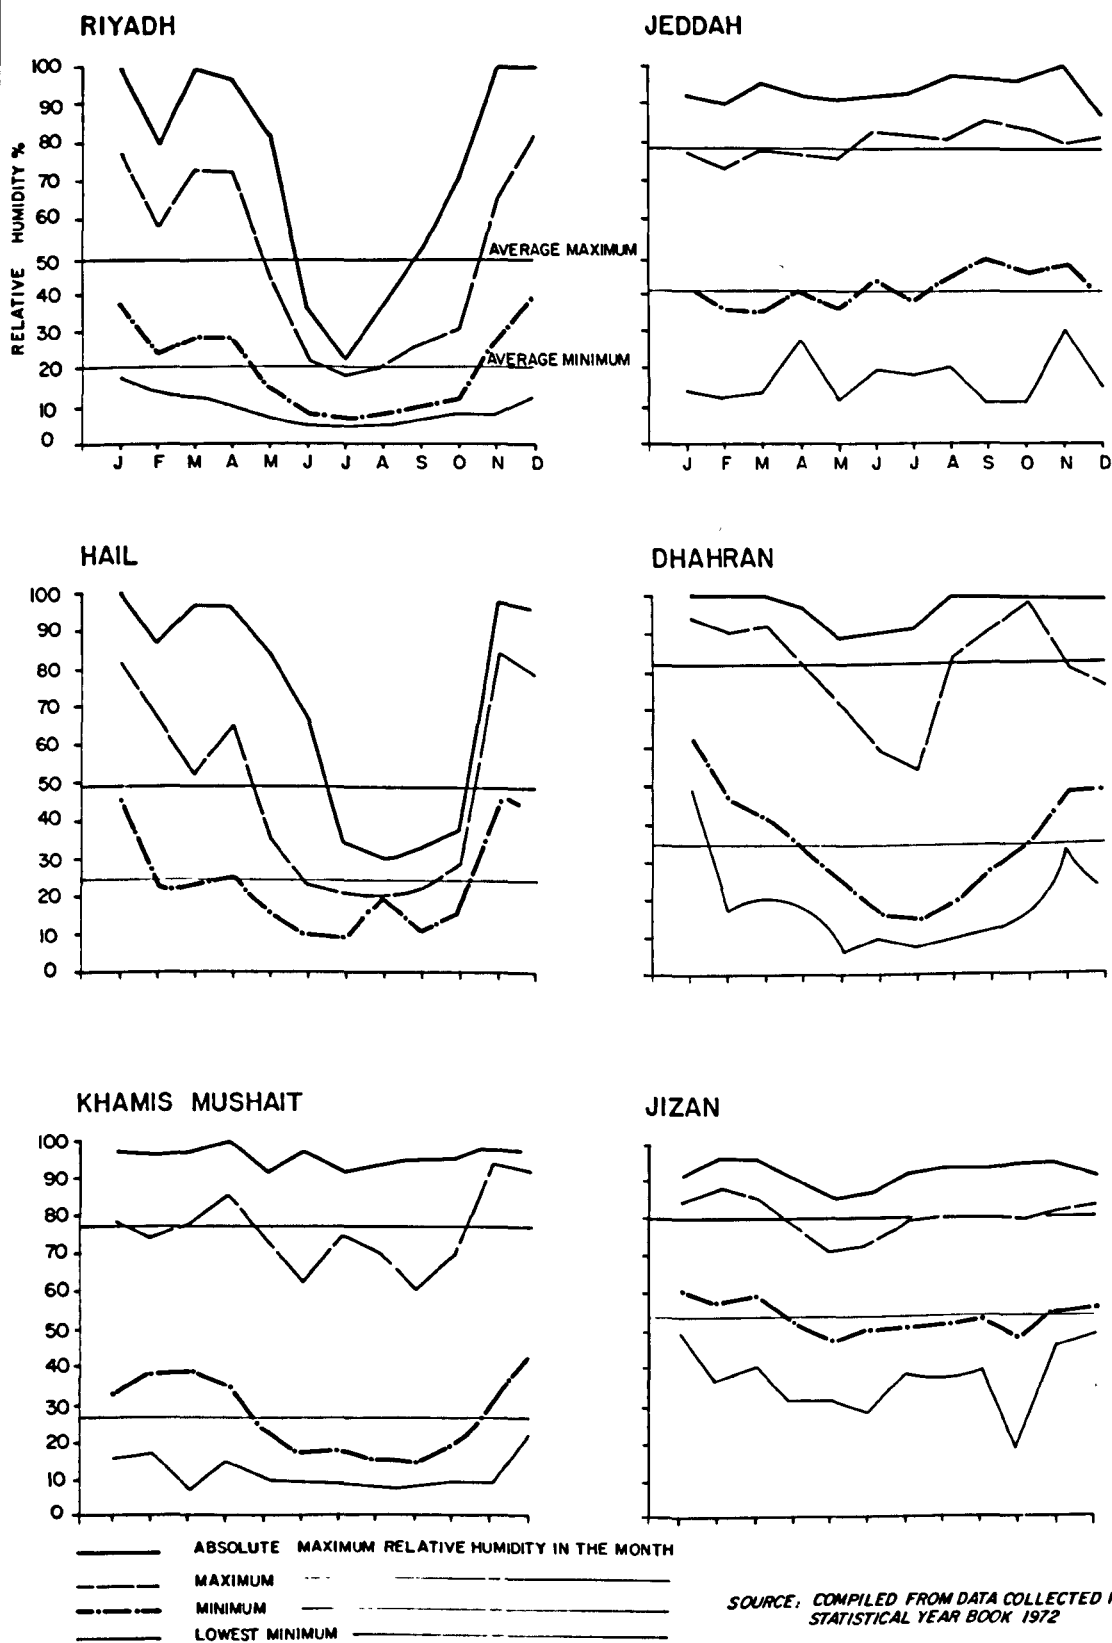 RIYADH
JEDDAH
RELATIVE HUMIDITY %
100
90
80
70
60
50
40
30
20
10
0
AVERAGE MAXIMUM
AVERAGE MINIMUM
J F M A M J J A S O N D
J F M A M J J A S O N D
HAIL
DHAHRAN
100
90
80
70
60
50
40
30
20
10
0
KHAMIS MUSHAIT
JIZAN
100
90
80
70
60
50
40
30
20
10
0
ABSOLUTE MAXIMUM RELATIVE HUMIDITY IN THE MONTH
MAXIMUM
MINIMUM
LOWEST MINIMUM
SOURCE: COMPILED FROM DATA COLLECTED
STATISTICAL YEAR BOOK 1972